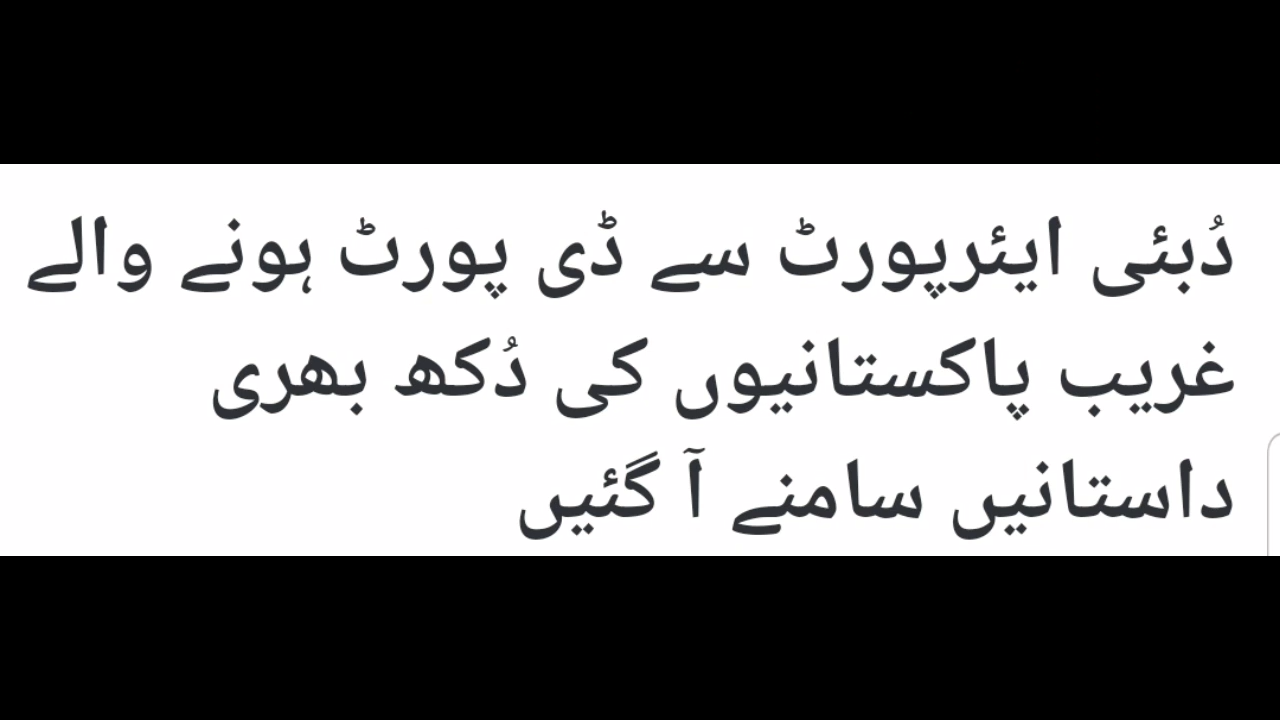 دُبئی ایئرپورٹ سے ڈی پورٹ ہونے والے
غریب پاکستانیوں کی دُکھ بھری
داستانیں سامنے آ گئیں